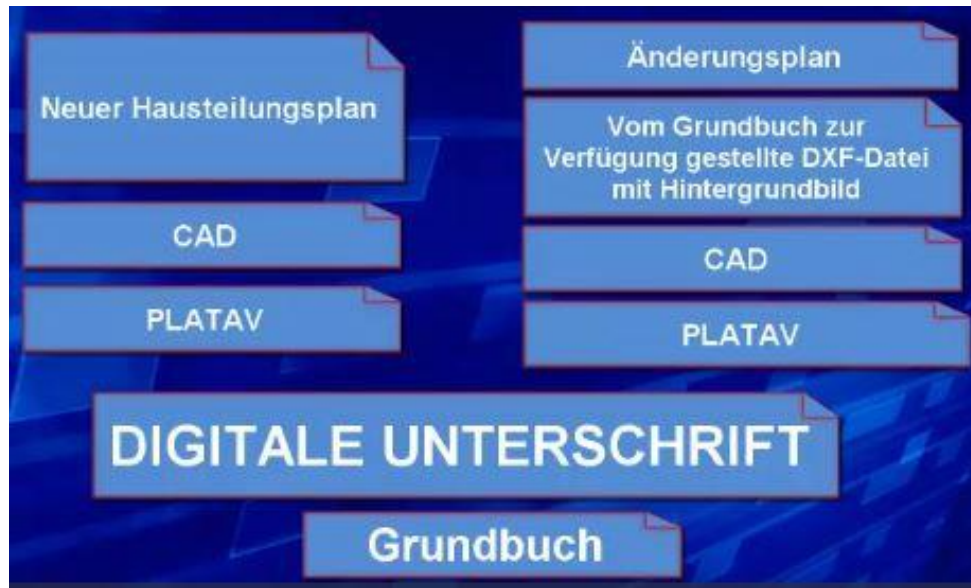 Neuer Hausteilungsplan
CAD
PLATAV
Änderungsplan
Vom Grundbuch zur
Verfügung gestellte DXF-Datei
mit Hintergrundbild
CAD
PLATAV
DIGITALE UNTERSCHRIFT
Grundbuch